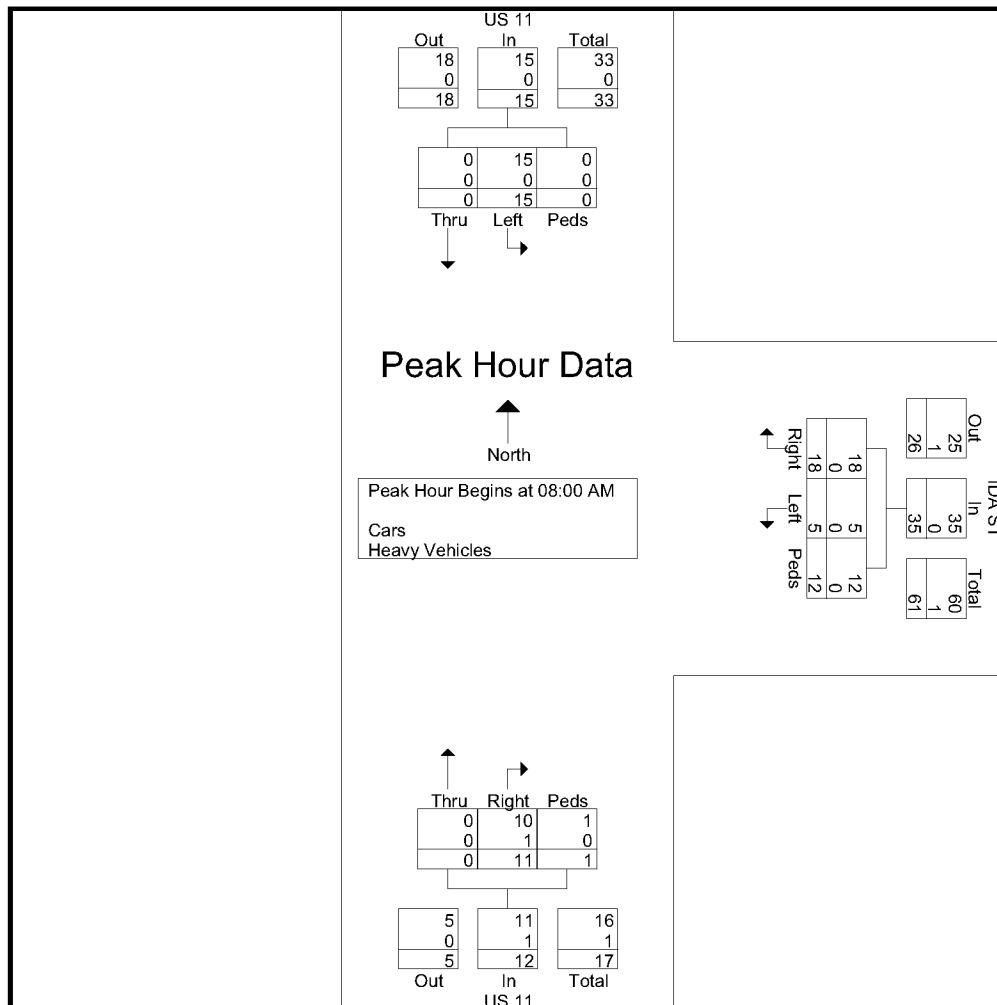 US 11
Out In Total
18 15 33
0 0 0
18 15 33
0 15 0
0 0 0
0 15 0
Thru Left Peds
Peak Hour Data
North
Peak Hour Begins at 08:00 AM
Cars
Heavy Vehicles
Right Left Peds
18 5 12
0 0 0
18 5 12
Out In Total
25 35 60
1 0 1
26 35 61
Thru Right Peds
0 10 1
0 1 0
0 11 1
5 11 16
0 1 1
5 12 17
Out In Total
US 11